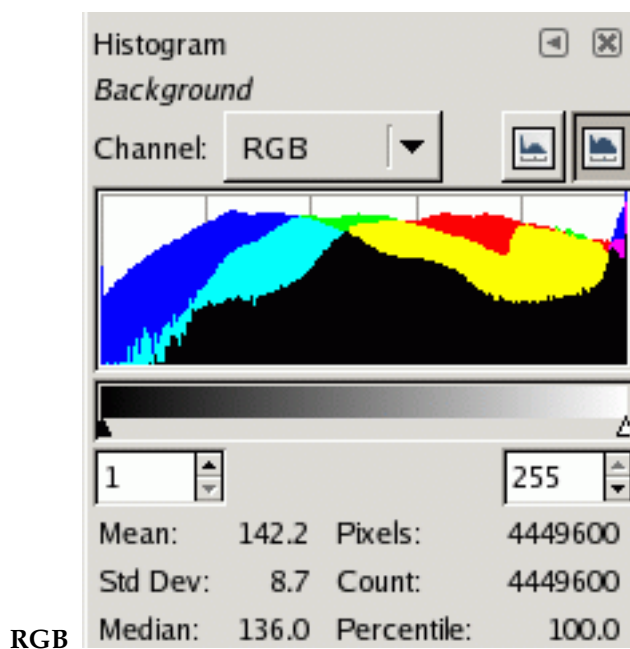 Histogram
Background
Channel: RGB
1 255
Mean: 142.2 Pixels: 4449600
Std Dev: 8.7 Count: 4449600
RGB Median: 136.0 Percentile: 100.0